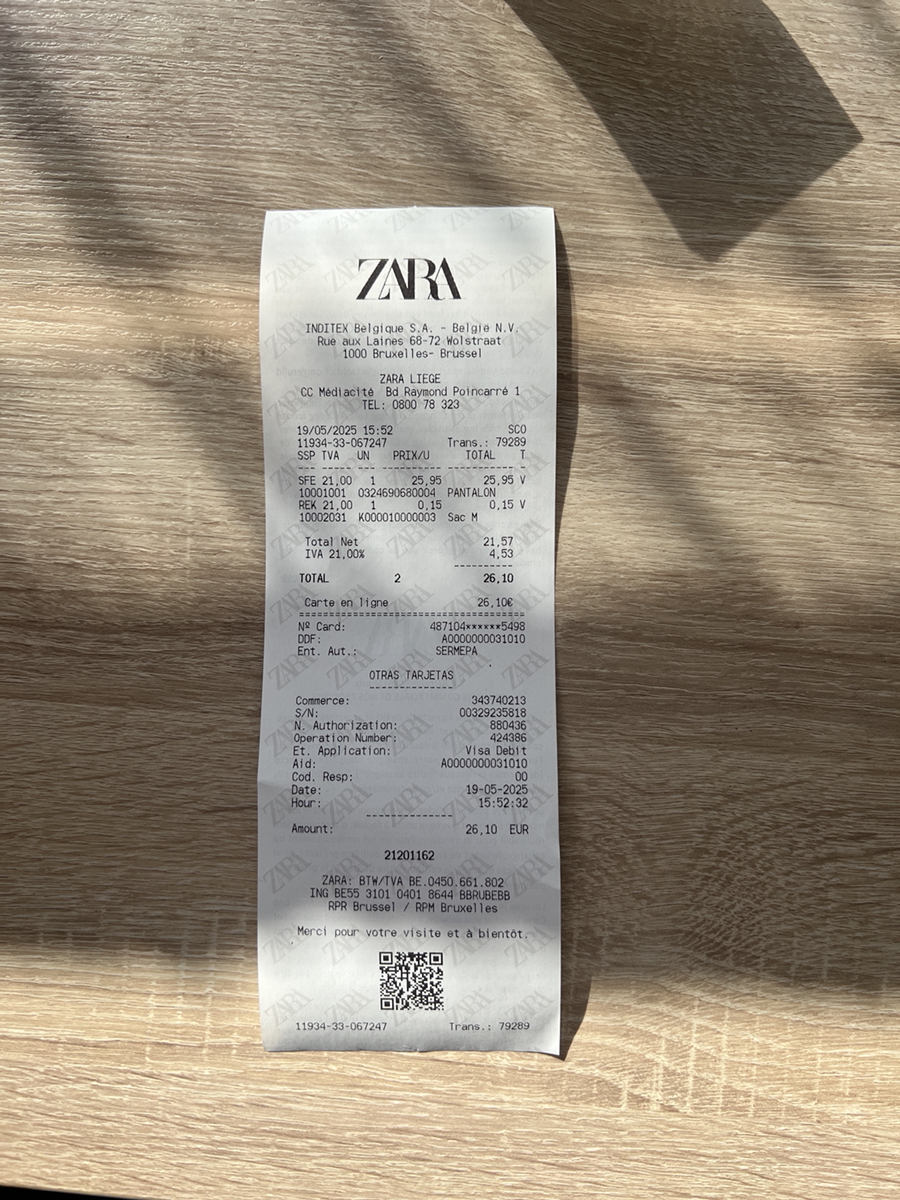 ZARA
INDITEX Belgique S.A. - België N.V.
Rue aux Laines 68-72 Wolstraat
1000 Bruxelles- Brussel
ZARA LIEGE
CC Médiacité Bd Raymond Poincarré 1
TEL: 0800 78 323
19/05/2025 15:52 SCO
11934-33-067247 Trans.: 79289
SSP TVA UN PRIX/U TOTAL T
SFE 21,00 1 25,95 25,95 V
10001001 0324690680004 PANTALON
REK 21,00 1 0,15 0,15 V
10002031 K000010000003 Sac M
Total Net 21,57
IVA 21,00% 4,53
TOTAL 2 26,10
Carte en ligne 26,10€
Nº Card: 487104******5498
DDF: A0000000031010
Ent. Aut.: SERMEPA
OTRAS TARJETAS
Commerce: 343740213
S/N: 00329235818
N. Authorization: 880436
Operation Number: 424386
Et. Application: Visa Debit
Aid: A0000000031010
Cod. Resp: 00
Date: 19-05-2025
Hour: 15:52:32
Amount: 26,10 EUR
21201162
ZARA: BTW/TVA BE.0450.661.802
ING BE55 3101 0401 8644 BBRUBEBB
RPR Brussel / RPM Bruxelles
Merci pour votre visite et à bientôt.
11934-33-067247 Trans.: 79289